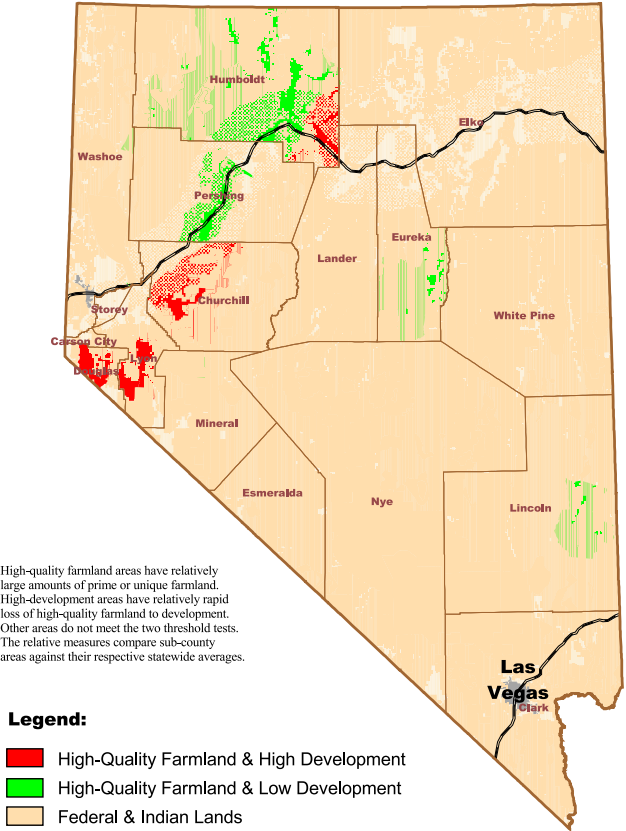 Humboldt
Elko
Washoe
Pershing
Eureka
Lander
Churchill
Storey
White Pine
Carson City
Lyon
Douglas
Mineral
Esmeralda
Nye
Lincoln
High-quality farmland areas have relatively
large amounts of prime or unique farmland.
High-development areas have relatively rapid
loss of high-quality farmland to development.
Other areas do not meet the two threshold tests.
The relative measures compare sub-county
areas against their respective statewide averages.
Las
Vegas
Clark
Legend:
High-Quality Farmland & High Development
High-Quality Farmland & Low Development
Federal & Indian Lands